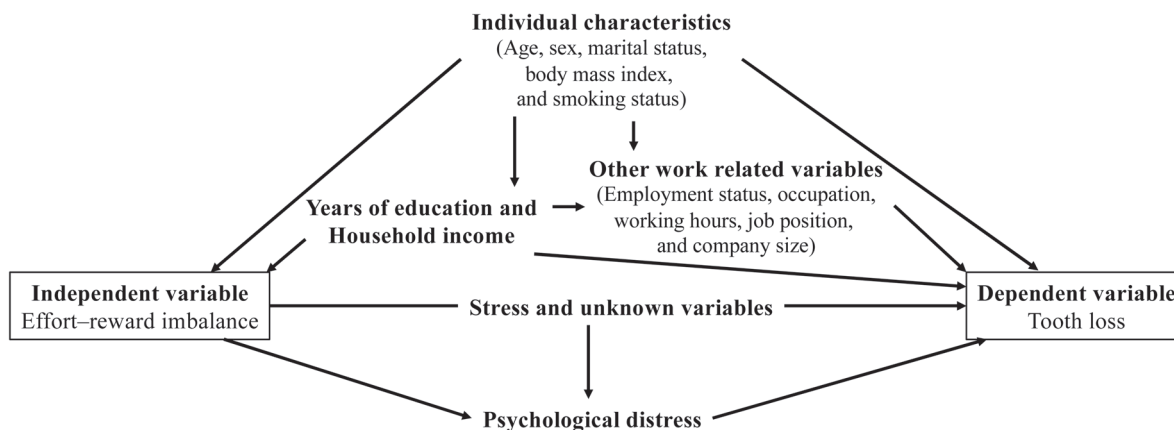 Individual characteristics
(Age, sex, marital status,
body mass index,
and smoking status)
Other work related variables
(Employment status, occupation,
working hours, job position,
and company size)
Years of education and
Household income
Independent variable
Effort–reward imbalance
Stress and unknown variables
Dependent variable
Tooth loss
Psychological distress